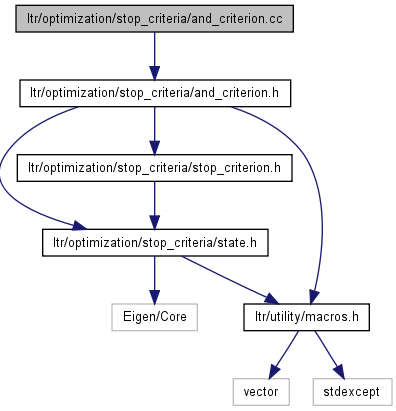 ltr/optimization/stop_criteria/and_criterion.cc
ltr/optimization/stop_criteria/and_criterion.h
ltr/optimization/stop_criteria/stop_criterion.h
ltr/optimization/stop_criteria/state.h
Eigen/Core
ltr/utility/macros.h
vector
stdexcept